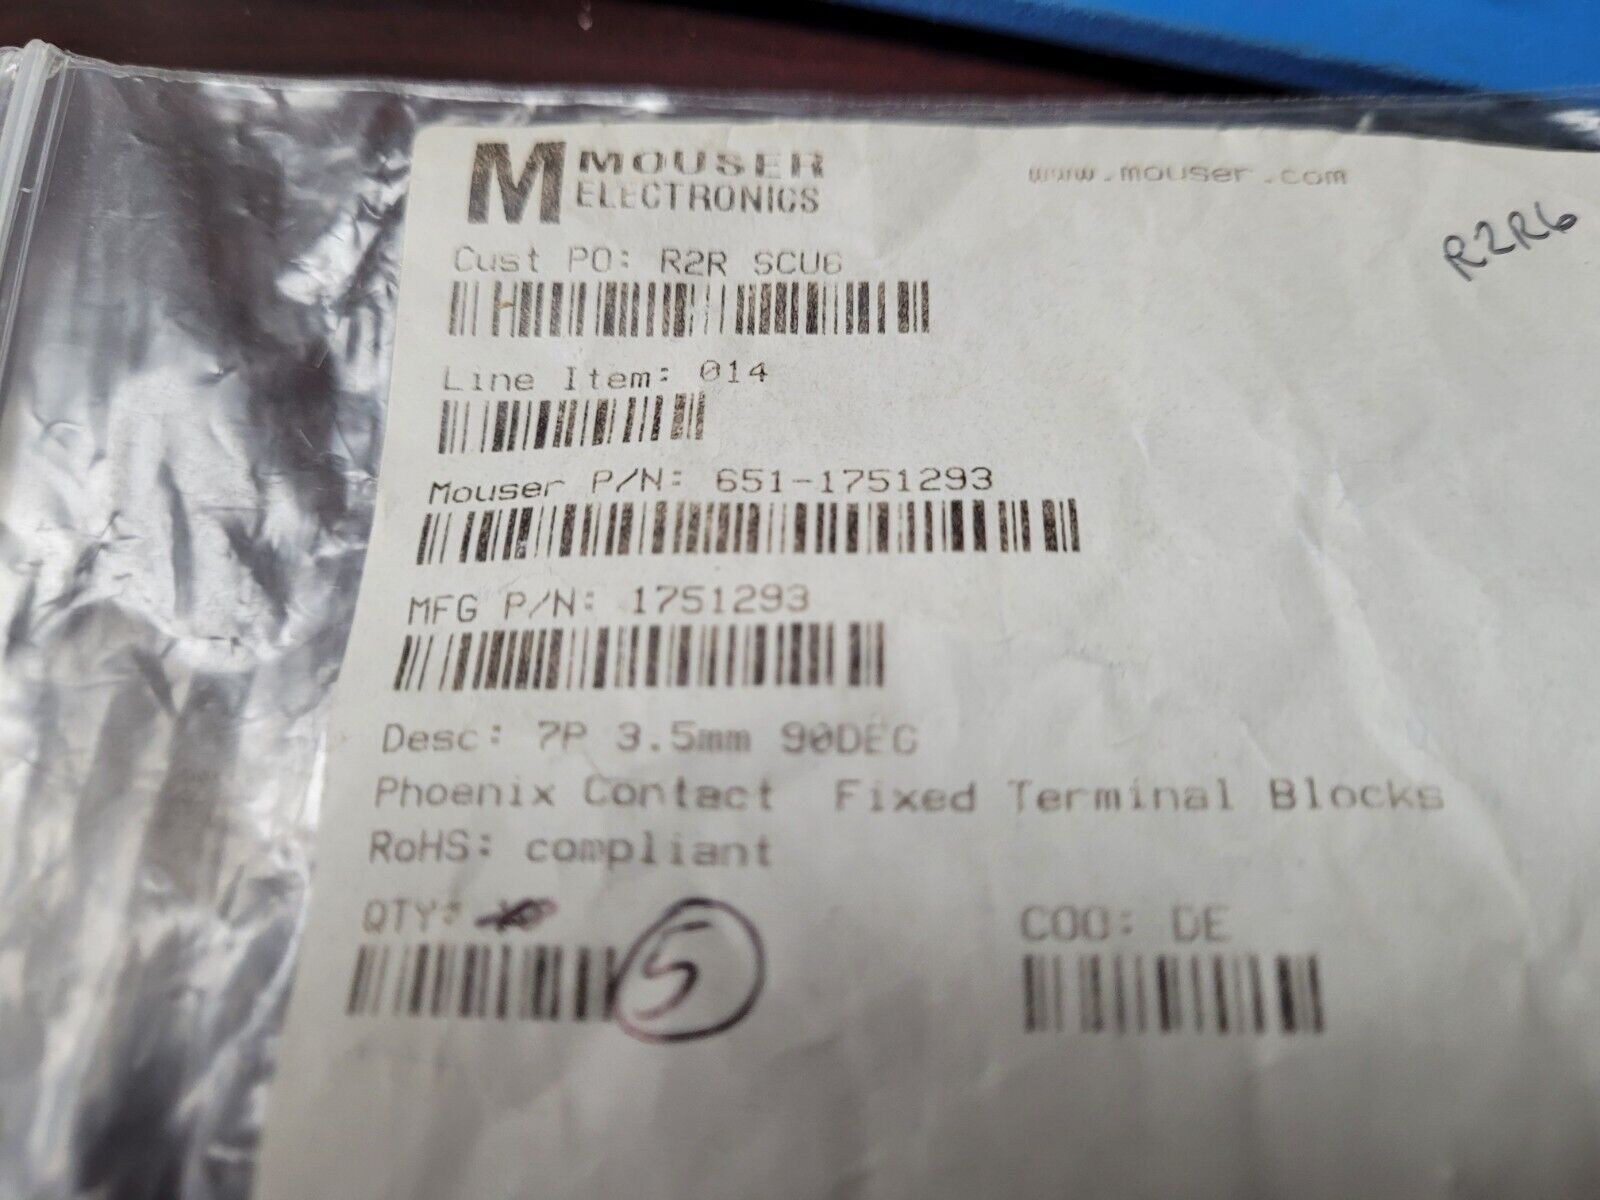 M MOUSER
ELECTRONICS
www.mouser.com
R2R6
Cust PO: R2R SCU6
Line Item: 014
Mouser P/N: 651-1751293
MFG P/N: 1751293
Desc: 7P 3.5mm 90DEG
Phoenix Contact Fixed Terminal Blocks
RoHS: compliant
QTY: 5
COO: DE